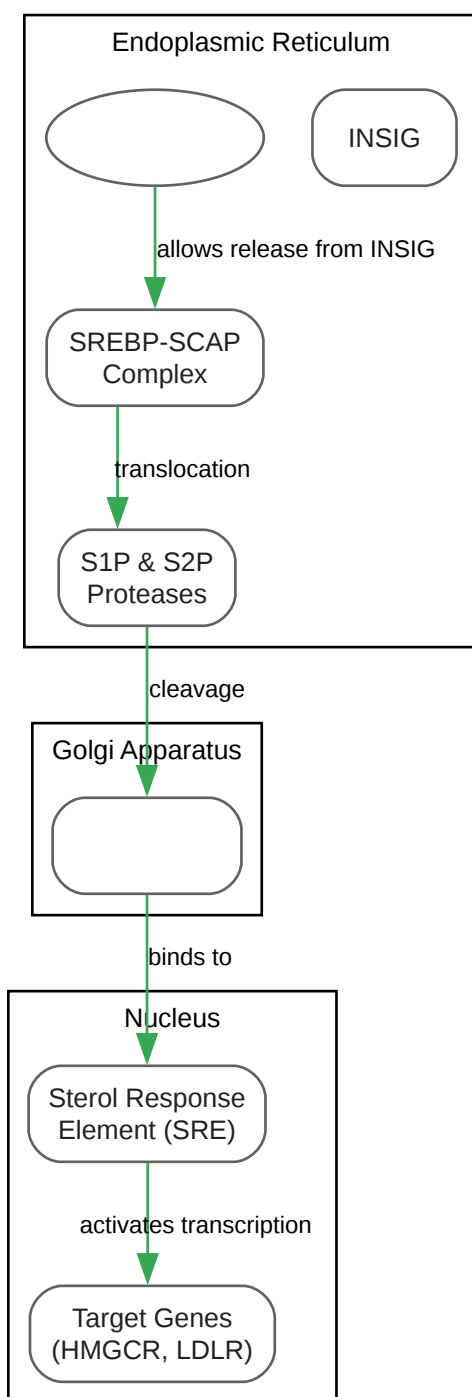 Endoplasmic Reticulum
INSIG
allows release from INSIG
SREBP-SCAP
Complex
translocation
S1P & S2P
Proteases
cleavage
Golgi Apparatus
binds to
Nucleus
Sterol Response
Element (SRE)
activates transcription
Target Genes
(HMGCR, LDLR)